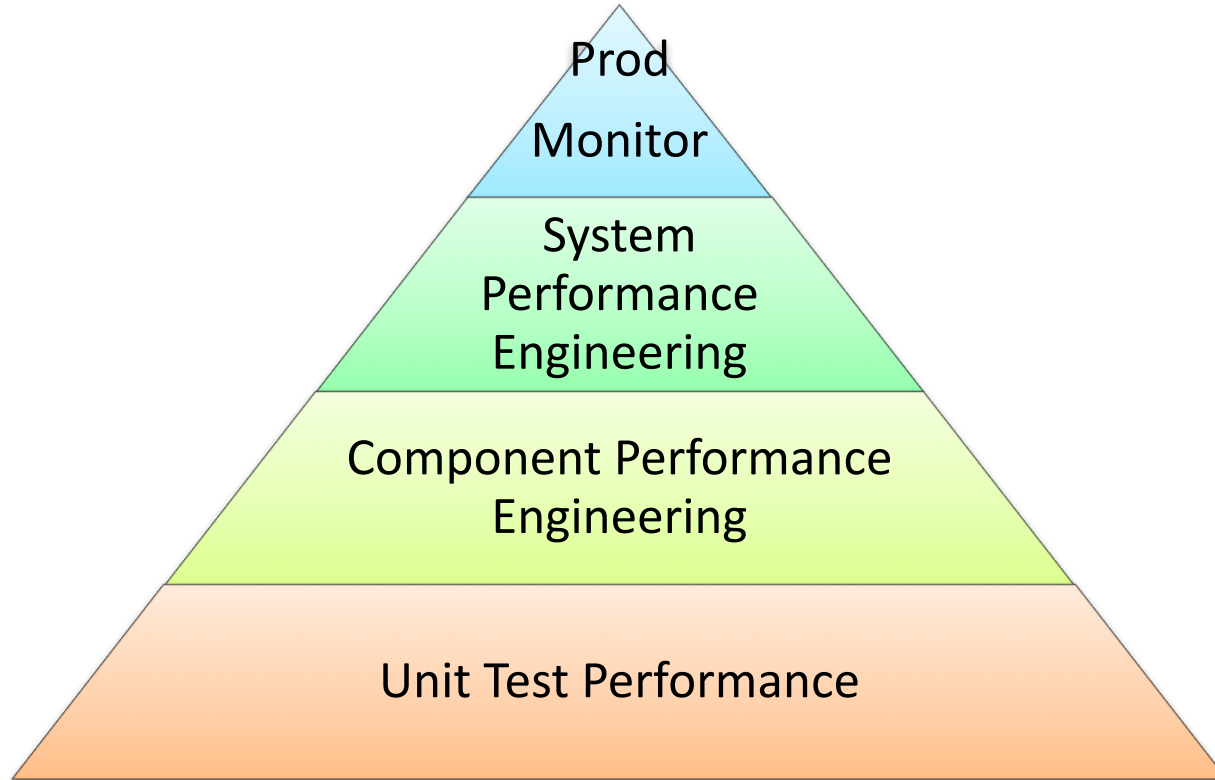 Prod
Monitor
System
Performance
Engineering
Component Performance
Engineering
Unit Test Performance